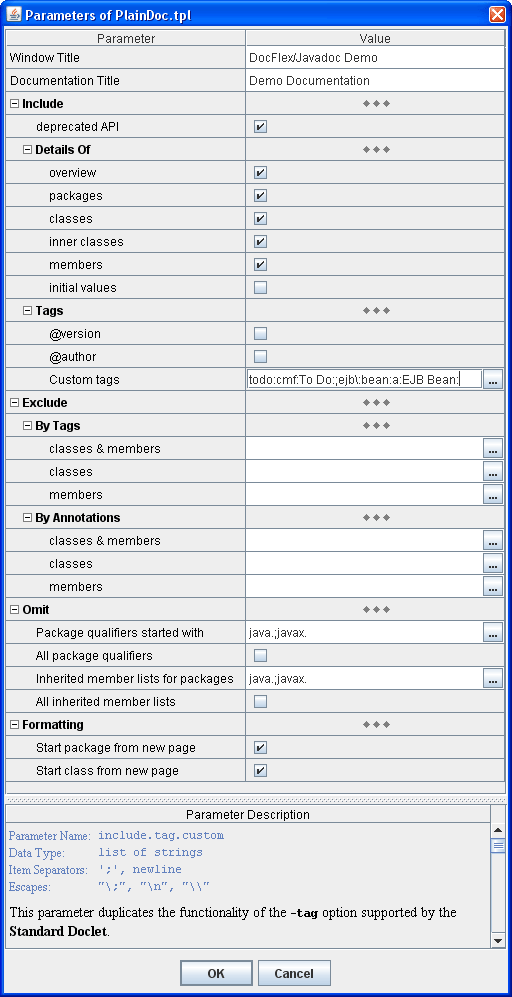 Parameters of PlainDoc.tpl
Parameter Value
Window Title DocFlex/Javadoc Demo
Documentation Title Demo Documentation
Include
deprecated API
Details Of
overview
packages
classes
inner classes
members
initial values
Tags
@version
@author
Custom tags todo:cmf:To Do:;ejb\:bean:a:EJB Bean: ...
Exclude
By Tags
classes & members ...
classes ...
members ...
By Annotations
classes & members ...
classes ...
members ...
Omit
Package qualifiers started with java.;javax. ...
All package qualifiers
Inherited member lists for packages java.;javax. ...
All inherited member lists
Formatting
Start package from new page
Start class from new page
Parameter Description
Parameter Name: include.tag.custom
Data Type: list of strings
Item Separators: ';', newline
Escapes: "\;", "\n", "\\"
This parameter duplicates the functionality of the -tag option supported by the
Standard Doclet.
OK Cancel